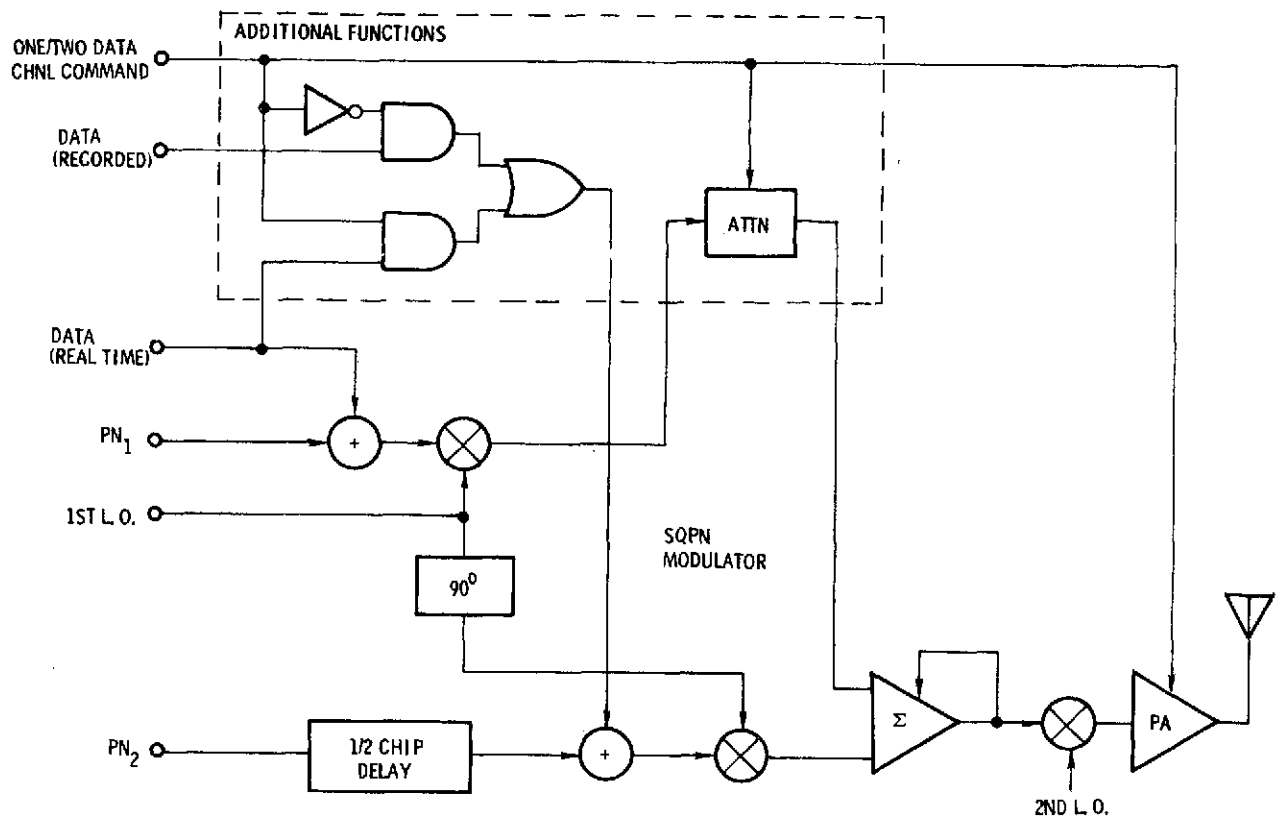 ADDITIONAL FUNCTIONS
ONE/TWO DATA
CHNL COMMAND
DATA
(RECORDED)
ATTN
DATA
(REAL TIME)
PN1
+
1ST L.O.
SQPN
MODULATOR
90⁰
Σ
PA
PN2
1/2 CHIP
DELAY
+
2ND L.O.